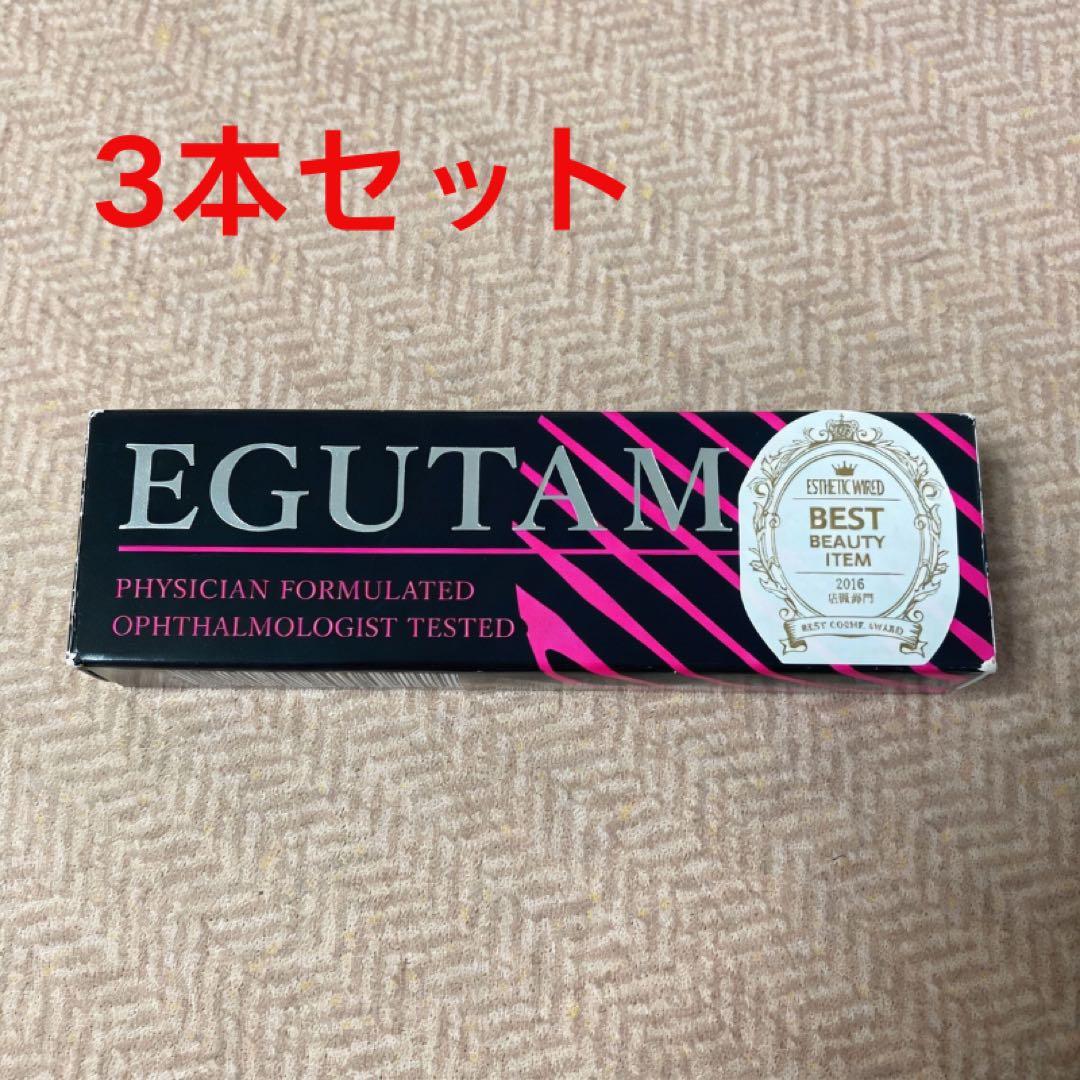 3本セット
EGUTAM
PHYSICIAN FORMULATED
OPHTHALMOLOGIST TESTED
ESTHETIC WIRED
BEST
BEAUTY
ITEM
2016
BEST COSME AWARD